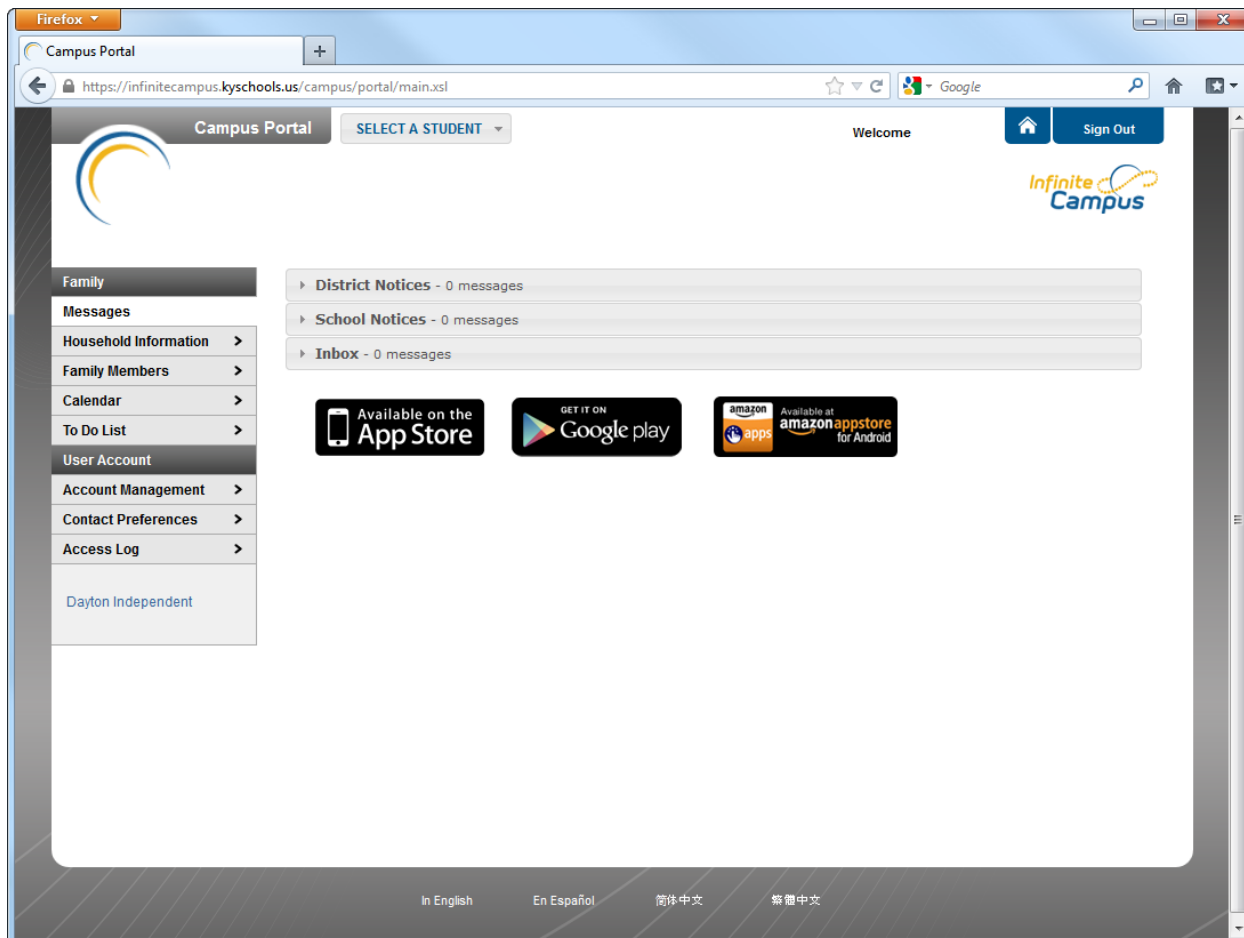 Firefox
Campus Portal
https://infinitecampus.kyschools.us/campus/portal/main.xsl
Google
Campus Portal
SELECT A STUDENT
Welcome
Sign Out
Infinite
Campus
Family
Messages
Household Information
Family Members
Calendar
To Do List
User Account
Account Management
Contact Preferences
Access Log
Dayton Independent
District Notices - 0 messages
School Notices - 0 messages
Inbox - 0 messages
Available on the
App Store
GET IT ON
Google play
amazon
apps
Available at
amazon appstore
for Android
In English
En Español
简体中文
繁體中文